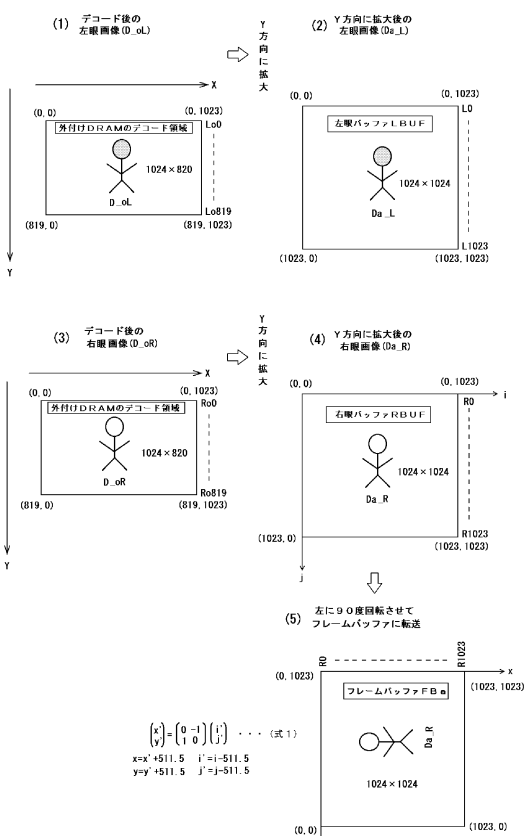 (1) デコード後の
左眼画像(D_oL)
Y方向に拡大
(2) Y方向に拡大後の
左眼画像(Da_L)
X
(0, 0)
(0, 1023)
外付けDRAMのデコード領域
Lo0
1024×820
D_oL
Lo819
(819, 0)
(819, 1023)
Y
(0, 0)
(0, 1023)
L0
左眼バッファLBUF
1024×1024
Da_L
L1023
(1023, 0)
(1023, 1023)
(3) デコード後の
右眼画像(D_oR)
Y方向に拡大
(4) Y方向に拡大後の
右眼画像(Da_R)
X
(0, 0)
(0, 1023)
外付けDRAMのデコード領域
Ro0
1024×820
D_oR
Ro819
(819, 0)
(819, 1023)
Y
(0, 0)
(0, 1023)
R0
i
右眼バッファRBUF
1024×1024
Da_R
R1023
(1023, 0)
(1023, 1023)
j
(5) 左に90度回転させて
フレームバッファに転送
R0
R1023
x
(0, 1023)
(1023, 1023)
フレームバッファFBa
Da_R
1024×1024
(0, 0)
(1023, 0)
(x' y')=(0 -1 1 0)(i' j') ・・・(式1)
x=x'+511.5 i'=i-511.5
y=y'+511.5 j'=j-511.5